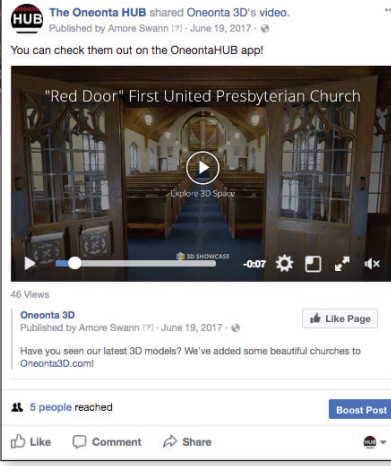 The Oneonta HUB shared Oneonta 3D's video.
Published by Amore Swann [?] · June 19, 2017 ·
You can check them out on the OneontaHUB app!
"Red Door" First United Presbyterian Church
Explore 3D Space
3D SHOWCASE
-0:07
46 Views
Oneonta 3D
Published by Amore Swann [?] · June 19, 2017 ·
Like Page
Have you seen our latest 3D models? We've added some beautiful churches to
Oneonta3D.com!
5 people reached
Boost Post
Like Comment Share